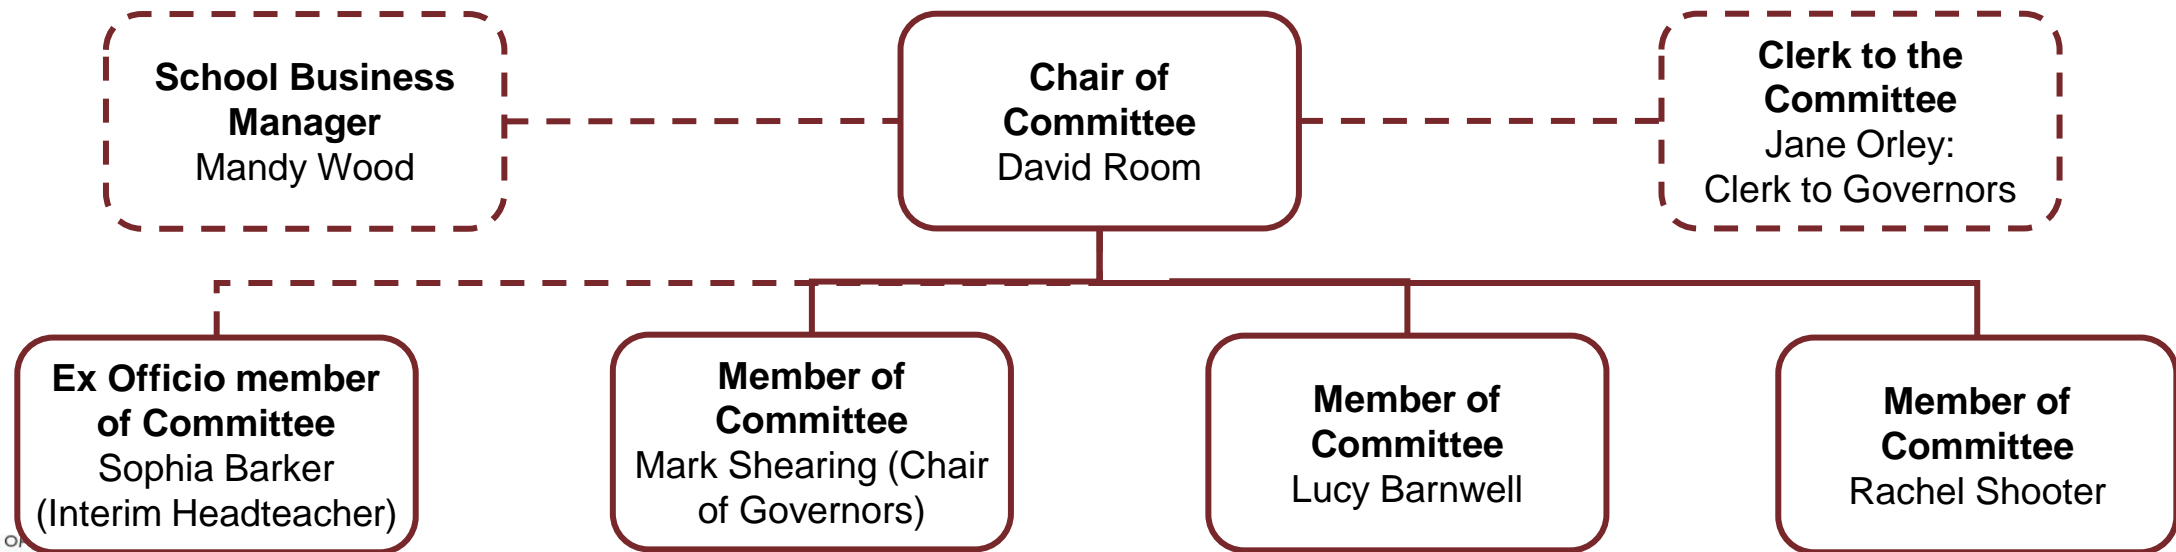 School Business
Manager
Mandy Wood
Chair of
Committee
David Room
Clerk to the
Committee
Jane Orley:
Clerk to Governors
Ex Officio member
of Committee
Sophia Barker
(Interim Headteacher)
Member of
Committee
Mark Shearing (Chair
of Governors)
Member of
Committee
Lucy Barnwell
Member of
Committee
Rachel Shooter